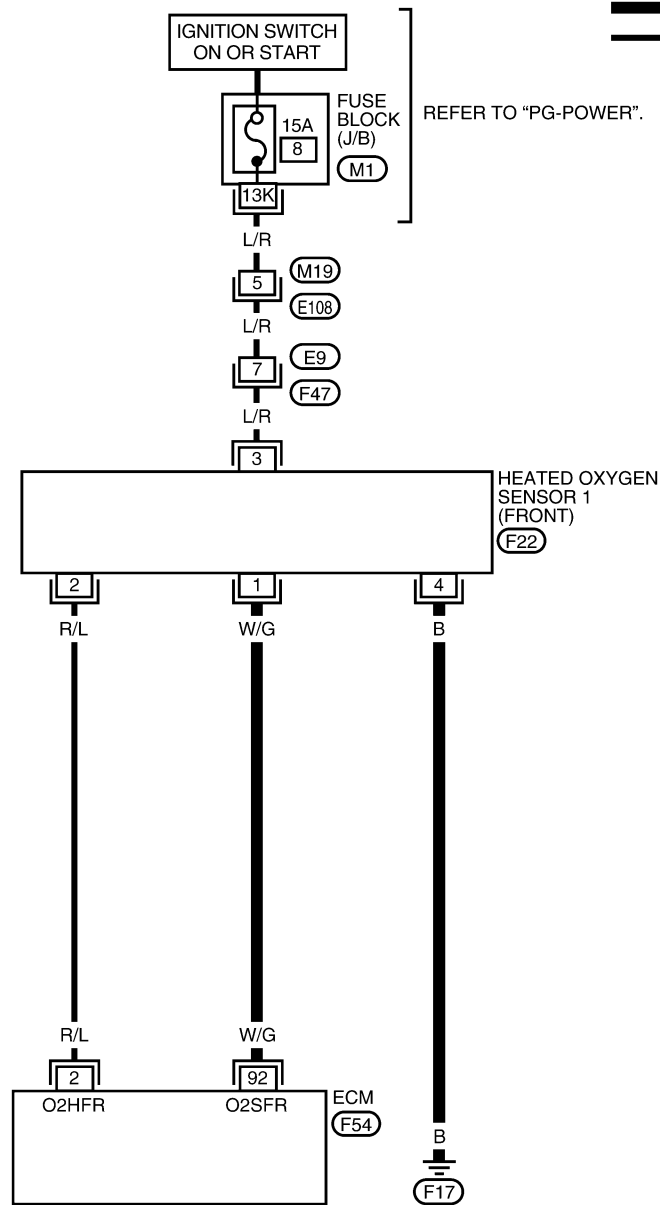 IGNITION SWITCH
ON OR START
FUSE
BLOCK
(J/B)
15A
8
M1
REFER TO “PG-POWER”.
13K
L/R
5
M19
E108
L/R
7
E9
F47
L/R
3
HEATED OXYGEN
SENSOR 1
(FRONT)
F22
2 1 4
R/L W/G B
R/L W/G
2 92
O2HFR O2SFR
ECM
F54
B
F17